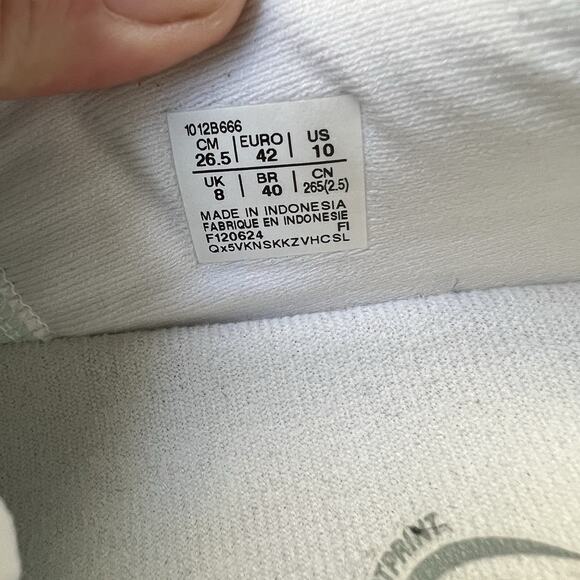 1012B666
CM | EURO | US
26.5 | 42 | 10
UK | BR | CN
8 | 40 | 265(2.5)
MADE IN INDONESIA
FABRIQUE EN INDONESIE
F120624 FI
Qx5VKNSKKZVHCSL